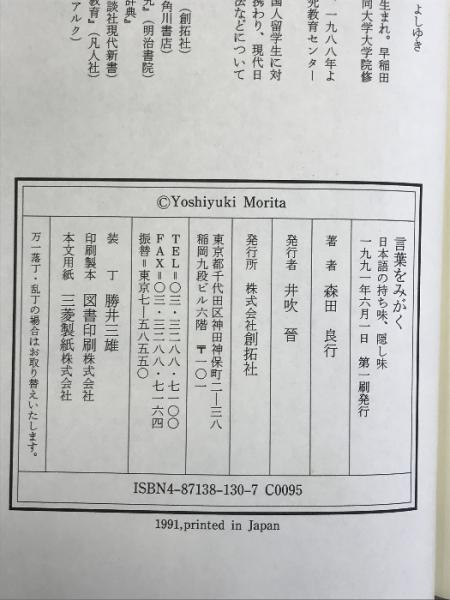 よしゆき
生まれ。早稲田
同大学大学院修
、一九八八年よ
究教育センター
国人留学生に対
携わり、現代日
法などについて
（創拓社）
角川書店）
九』（明治書院）
辞典』
談社現代新書）
教育』（凡人社）
アルク）
©Yoshiyuki Morita
言葉をみがく
日本語の持ち味、隠し味
一九九一年六月一日 第一刷発行
著者 森田良行
発行者 井吹晉
発行所 株式会社創拓社
東京都千代田区神田神保町二―三八
稲岡九段ビル六階 〒一〇一
TEL=〇三・三二八八・七一〇〇
FAX=〇三・三二八八・七一六四
振替=東京七―五八五五〇
装丁 勝井三雄
印刷製本 図書印刷株式会社
本文用紙 三菱製紙株式会社
万一落丁・乱丁の場合はお取り替えいたします。
ISBN4-87138-130-7 C0095
1991,printed in Japan